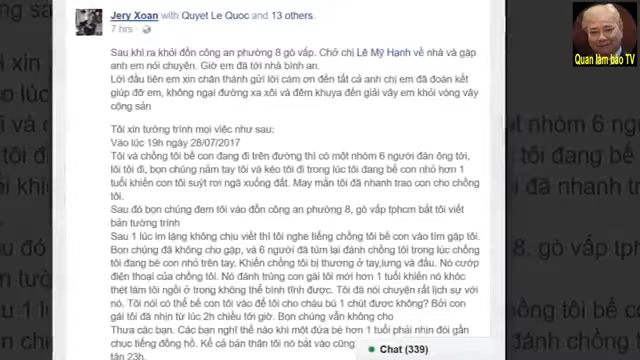 Jery Xoan with Quyet Le Quoc and 13 others.
7 hrs
Sau khi ra khỏi đồn công an phường 8 gò vấp. Chở chị Lê Mỹ Hạnh về nhà và gặp
anh em nói chuyện. Giờ em đã tới nhà bình an.
Lời đầu tiên em xin chân thành gửi lời cám ơn đến tất cả anh chị em đã đoàn kết
giúp đỡ em, không ngại đường xa xôi và đêm khuya đến giải vây em khỏi vòng vây
cộng sản
Tôi xin tường trình mọi việc như sau:
Vào lúc 19h ngày 28/07/2017
Tôi và chồng tôi bế con đang đi trên đường thì có một nhóm 6 người đàn ông tới,
lôi tôi đi, bọn chúng nắm tay tôi và kéo tôi đi trong lúc tôi đang bế con nhỏ hơn 1
tuổi khiến con tôi suýt rơi ngã xuống đất. May mắn tôi đã nhanh trao con cho chồng
tôi.
Sau đó bọn chúng đem tôi vào đồn công an phường 8, gò vấp tphcm bắt tôi viết
bản tường trình
Sau 1 lúc im lặng không chịu viết thì tôi nghe tiếng chồng tôi bế con vào tìm gặp tôi.
Bọn chúng đã không cho gặp, và 6 người đã túm lại đánh chồng tôi trong lúc chồng
tôi đang bé con nhỏ trên tay. Khiến chồng tôi bị thương ở tay,lưng và đầu. Nó cướp
điện thoại của chồng tôi. Nó đánh trúng con gái tôi mới hơn 1 tuổi khiến nó khóc
thét làm tôi ngồi ở trong không thể bình tĩnh được. Tôi đã nói chuyện rất lịch sự với
nó. Tôi nói có thể bế con tôi vào để tôi cho cháu bú 1 chút được không? Bởi con
gái tôi đã nhịn từ lúc 2h chiều tới giờ. Bọn chúng vẫn không cho
Thưa các bạn. Các bạn nghĩ thế nào khi một đứa bé hơn 1 tuổi phải nhịn đói gần
chục tiếng đồng hồ. Kể cả bản thân tôi nó bắt vào cũng
tận 23h.
Chat (339)
Quan làm báo TV